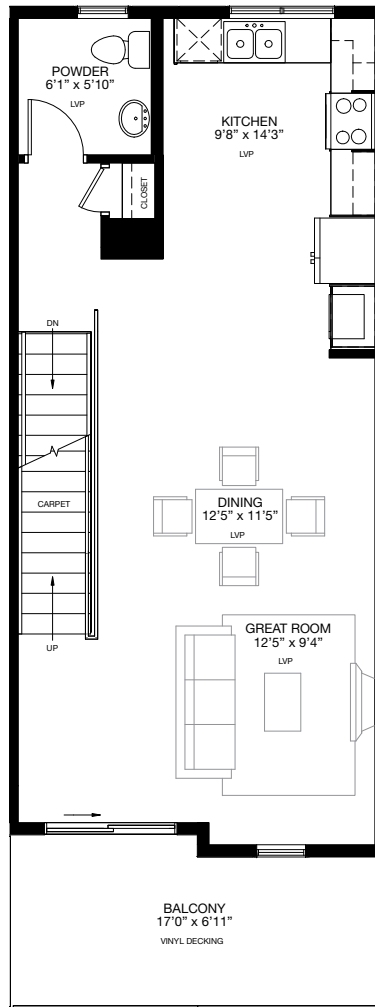 POWDER
6'1" x 5'10"
LVP
KITCHEN
9'8" x 14'3"
LVP
CLOSET
DN
CARPET
UP
DINING
12'5" x 11'5"
LVP
GREAT ROOM
12'5" x 9'4"
LVP
BALCONY
17'0" x 6'11"
VINYL DECKING